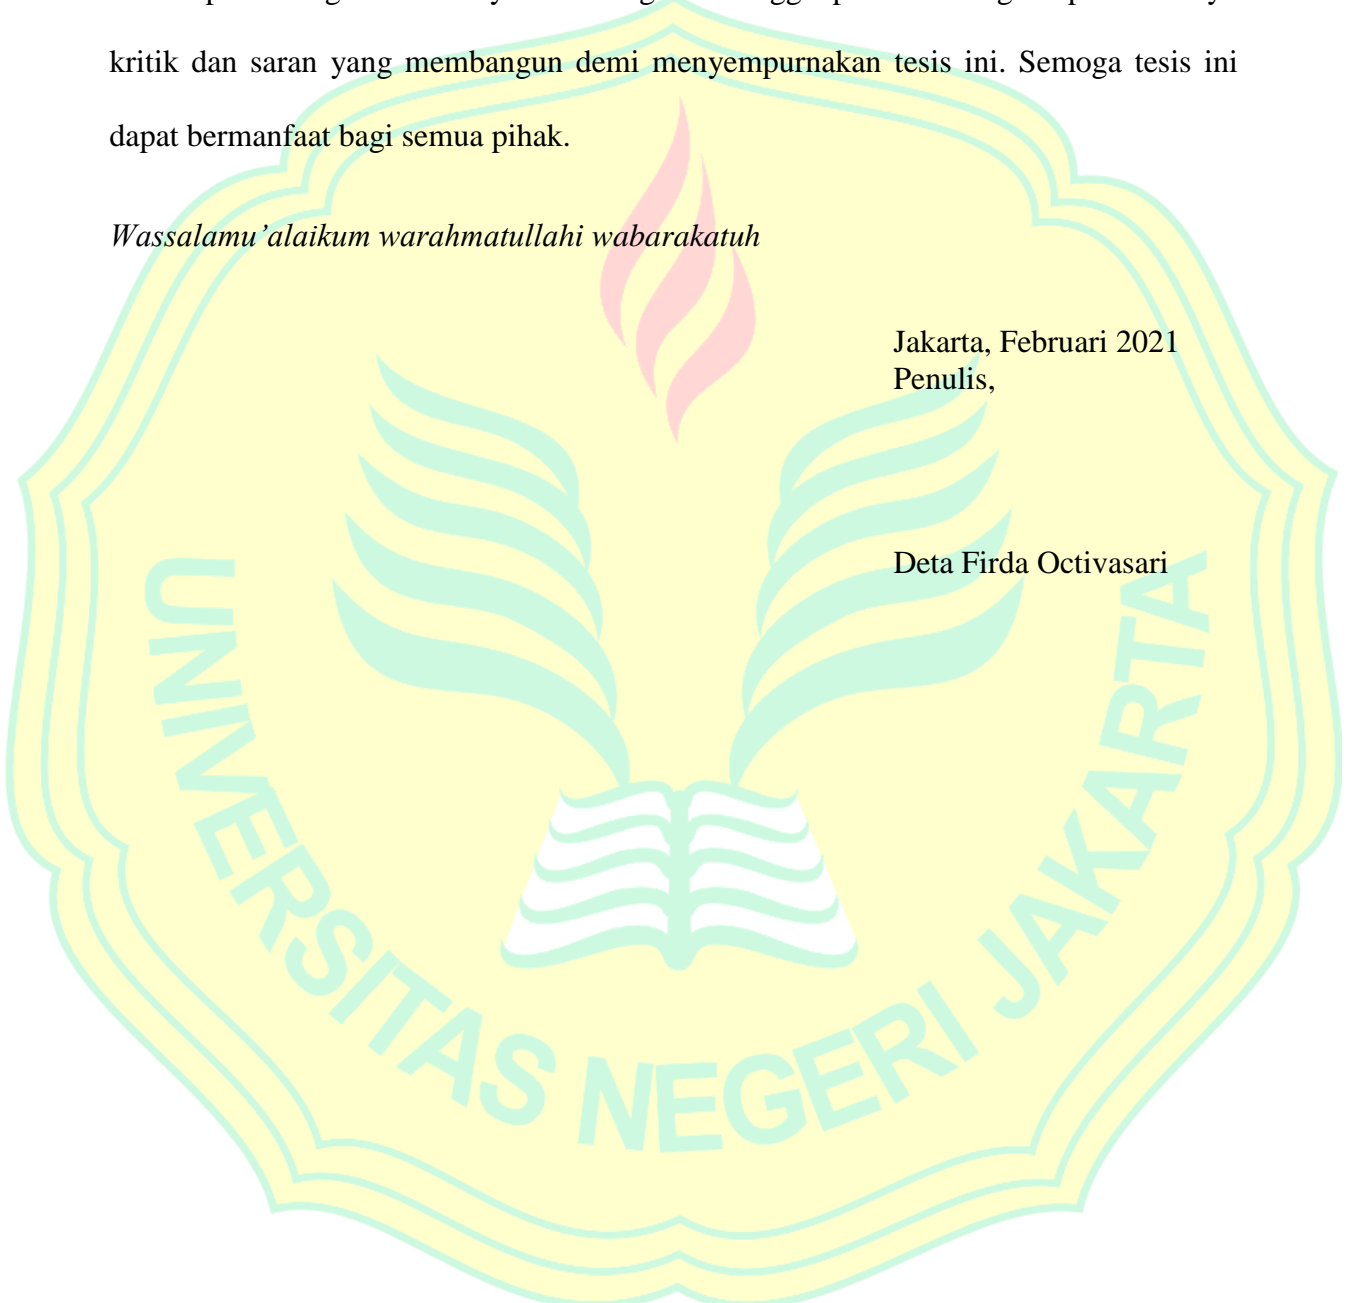 kritik dan saran yang membangun demi menyempurnakan tesis ini. Semoga tesis ini
dapat bermanfaat bagi semua pihak.
Wassalamu’alaikum warahmatullahi wabarakatuh
Jakarta, Februari 2021
Penulis,
Deta Firda Octivasari
UNIVERSITAS NEGERI JAKARTA